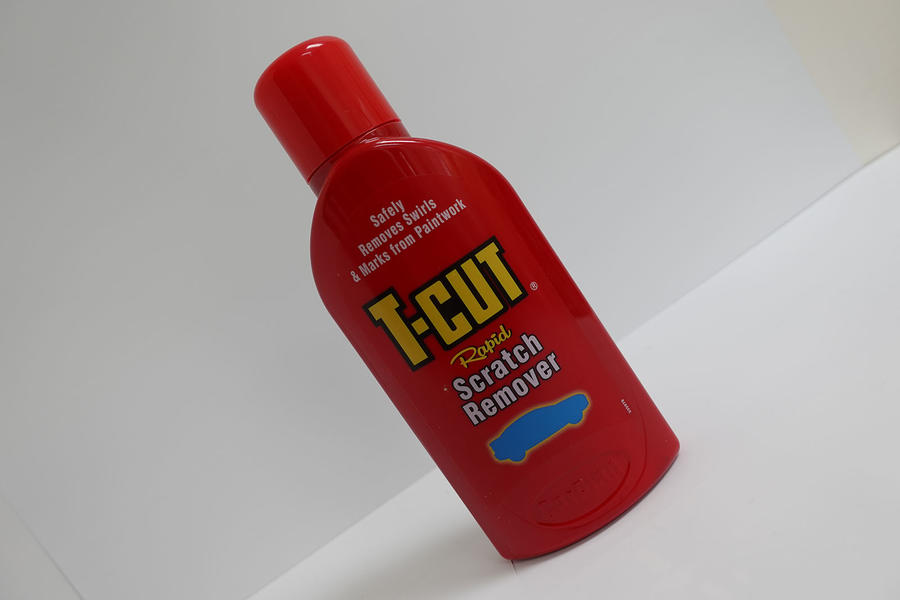 Safely
Removes Swirls
& Marks from Paintwork
T-CUT®
Rapid
Scratch
Remover